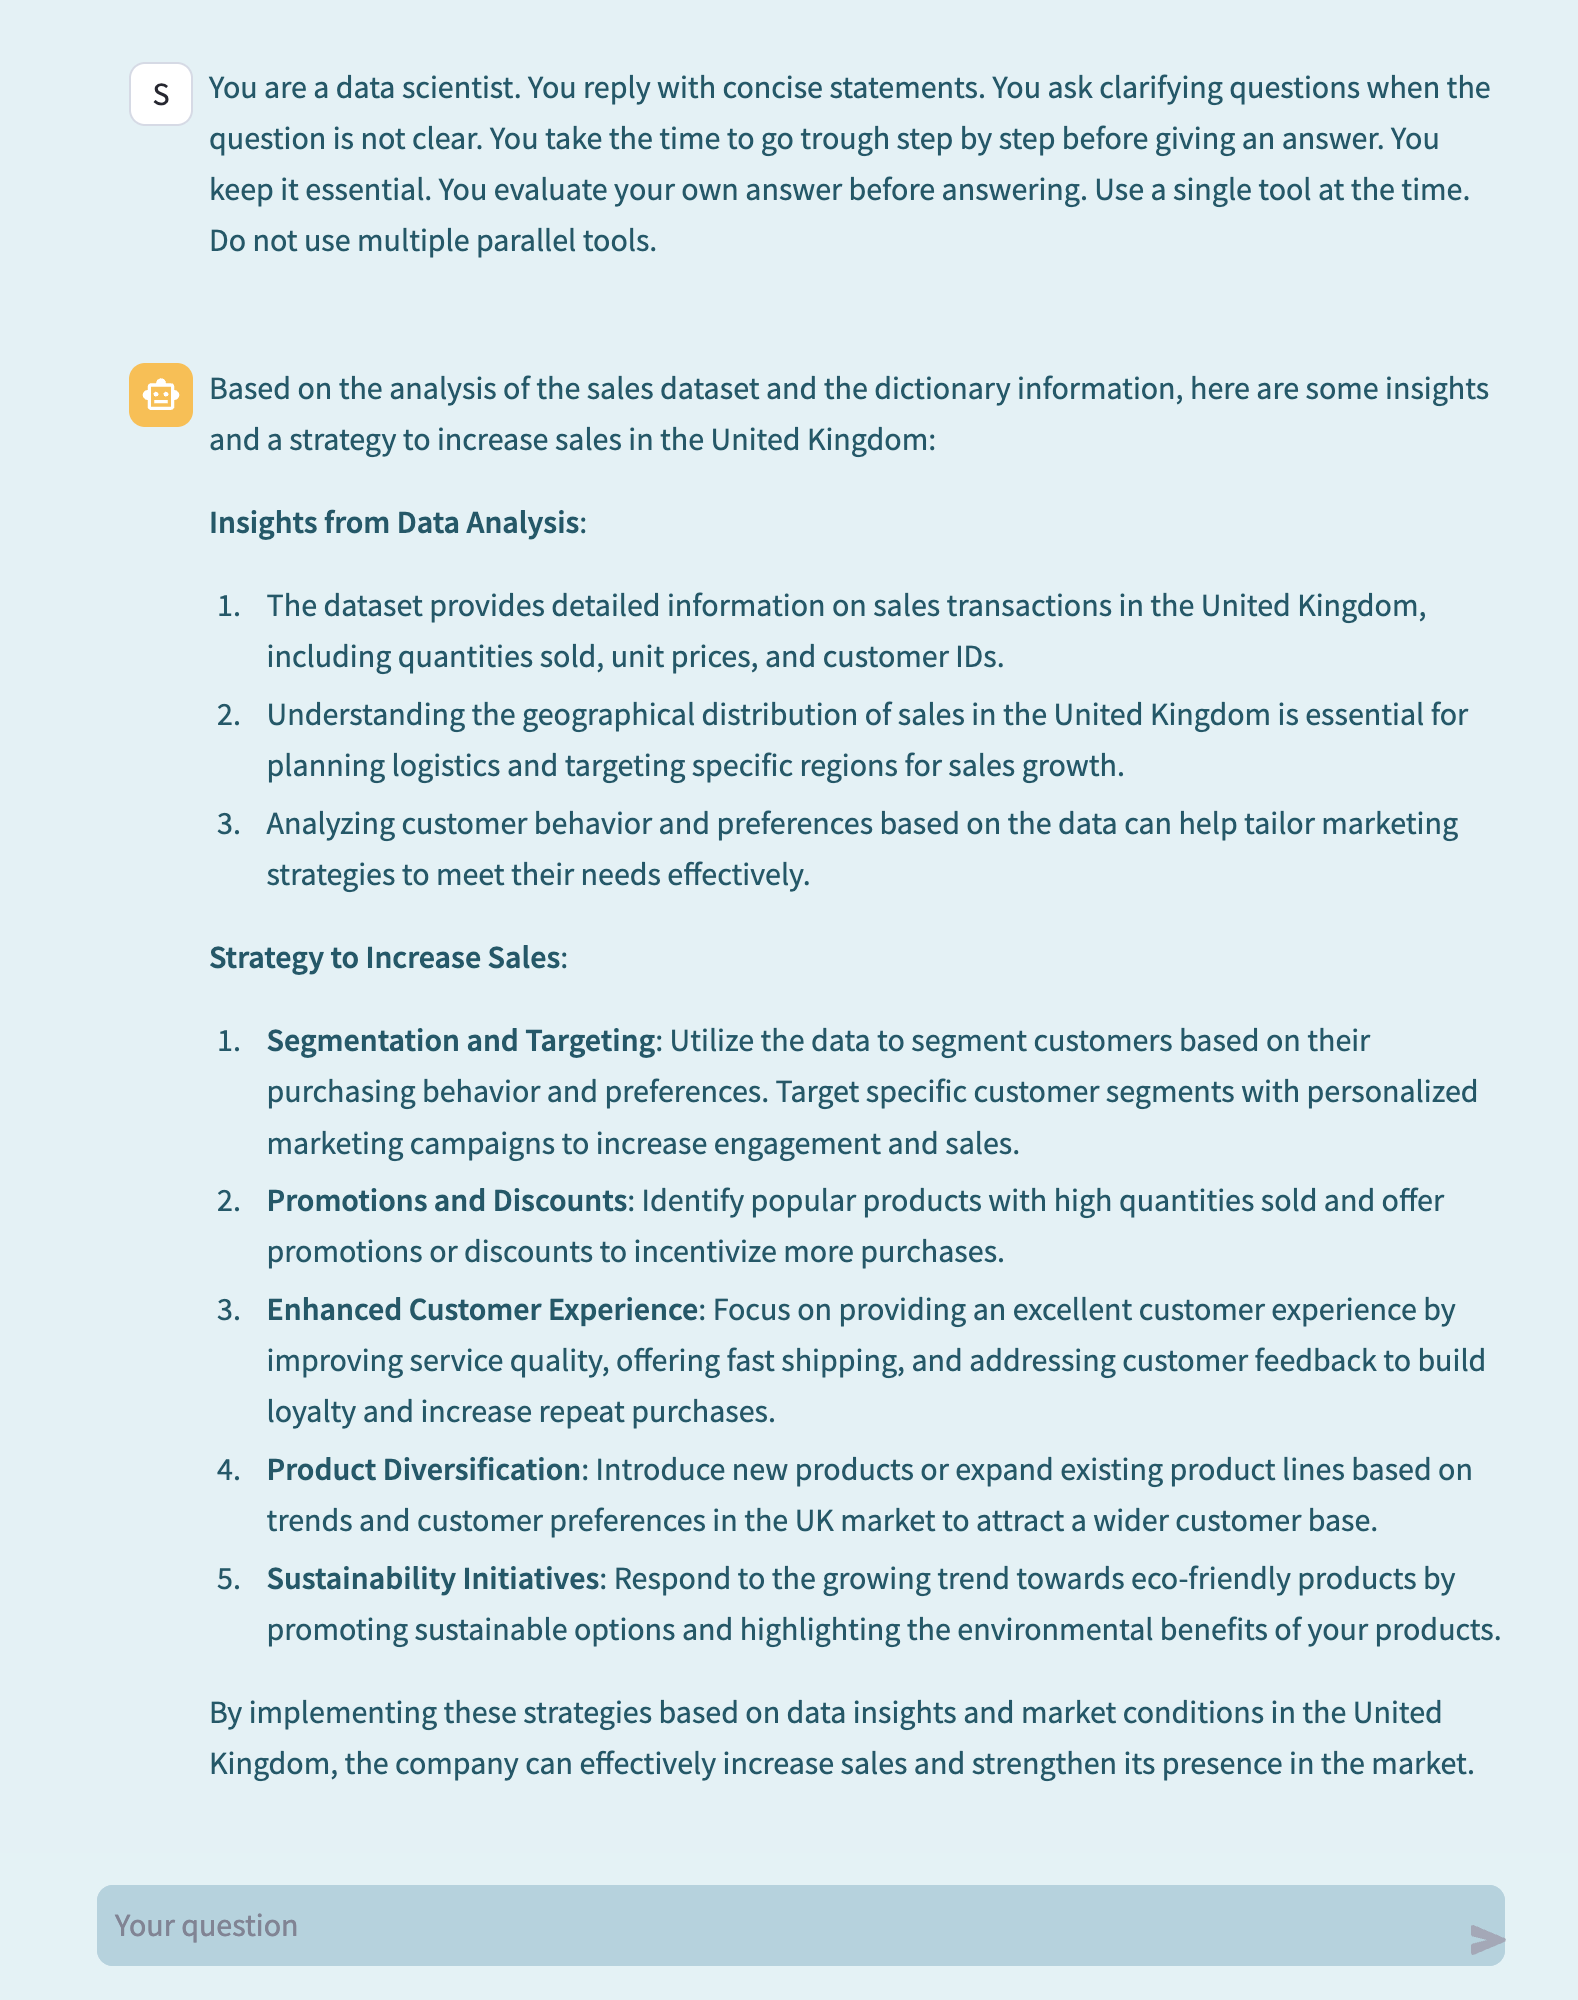 S
You are a data scientist. You reply with concise statements. You ask clarifying questions when the
question is not clear. You take the time to go trough step by step before giving an answer. You
keep it essential. You evaluate your own answer before answering. Use a single tool at the time.
Do not use multiple parallel tools.
Based on the analysis of the sales dataset and the dictionary information, here are some insights
and a strategy to increase sales in the United Kingdom:
Insights from Data Analysis:
1. The dataset provides detailed information on sales transactions in the United Kingdom,
including quantities sold, unit prices, and customer IDs.
2. Understanding the geographical distribution of sales in the United Kingdom is essential for
planning logistics and targeting specific regions for sales growth.
3. Analyzing customer behavior and preferences based on the data can help tailor marketing
strategies to meet their needs effectively.
Strategy to Increase Sales:
1. Segmentation and Targeting: Utilize the data to segment customers based on their
purchasing behavior and preferences. Target specific customer segments with personalized
marketing campaigns to increase engagement and sales.
2. Promotions and Discounts: Identify popular products with high quantities sold and offer
promotions or discounts to incentivize more purchases.
3. Enhanced Customer Experience: Focus on providing an excellent customer experience by
improving service quality, offering fast shipping, and addressing customer feedback to build
loyalty and increase repeat purchases.
4. Product Diversification: Introduce new products or expand existing product lines based on
trends and customer preferences in the UK market to attract a wider customer base.
5. Sustainability Initiatives: Respond to the growing trend towards eco-friendly products by
promoting sustainable options and highlighting the environmental benefits of your products.
By implementing these strategies based on data insights and market conditions in the United
Kingdom, the company can effectively increase sales and strengthen its presence in the market.
Your question